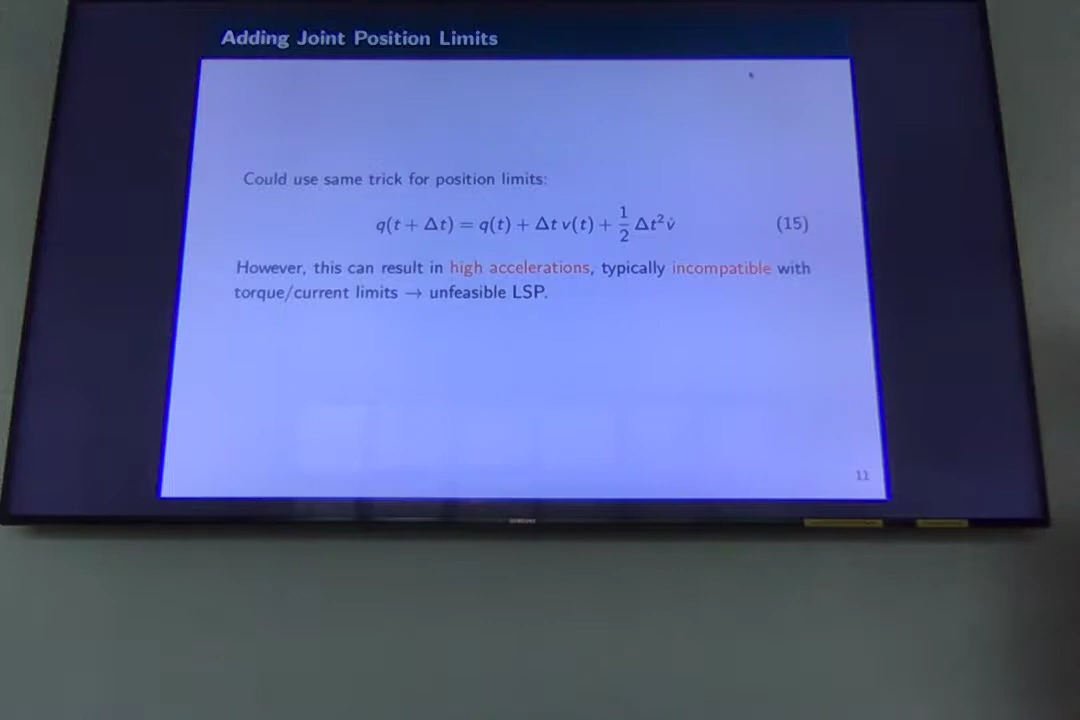 Adding Joint Position Limits
Could use same trick for position limits:
q(t + Δt) = q(t) + Δt v(t) + 1/2 Δt² v̇ (15)
However, this can result in high accelerations, typically incompatible with
torque/current limits → unfeasible LSP.
11
SAMSUNG